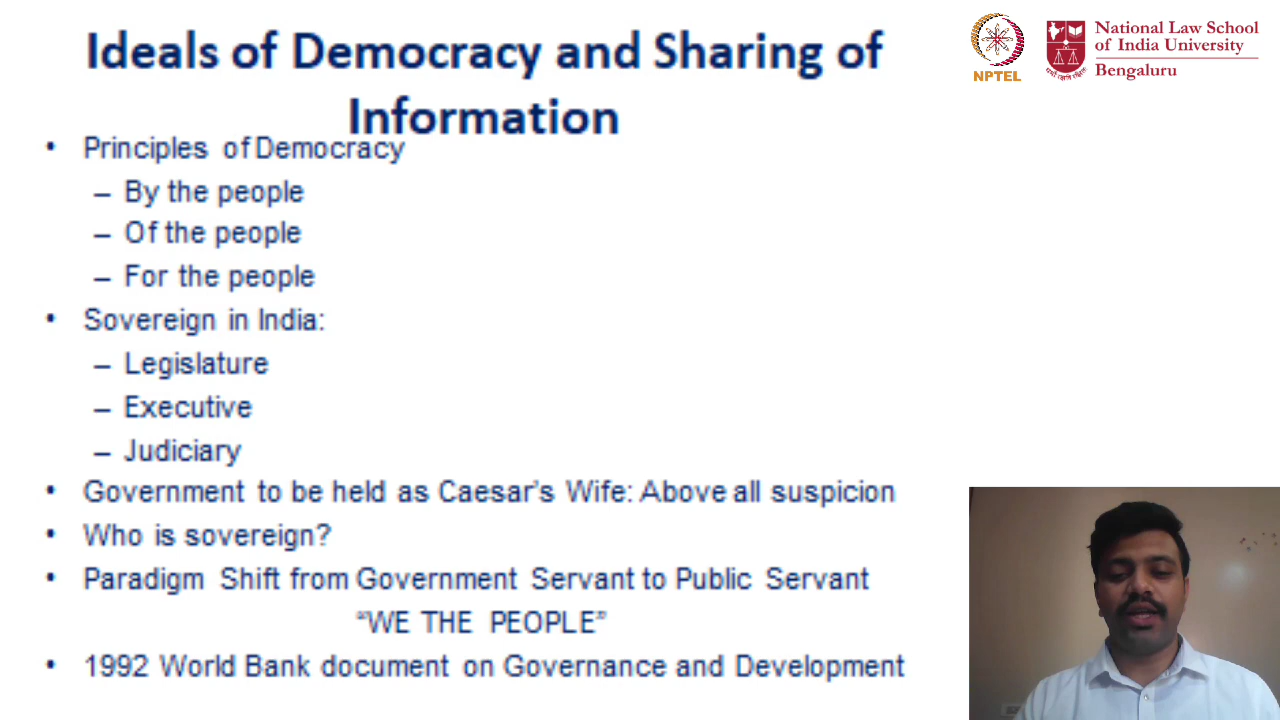 Ideals of Democracy and Sharing of
Information
• Principles of Democracy
– By the people
– Of the people
– For the people
• Sovereign in India:
– Legislature
– Executive
– Judiciary
• Government to be held as Caesar's Wife: Above all suspicion
• Who is sovereign?
• Paradigm Shift from Government Servant to Public Servant
“WE THE PEOPLE”
• 1992 World Bank document on Governance and Development
NPTEL
National Law School
of India University
Bengaluru